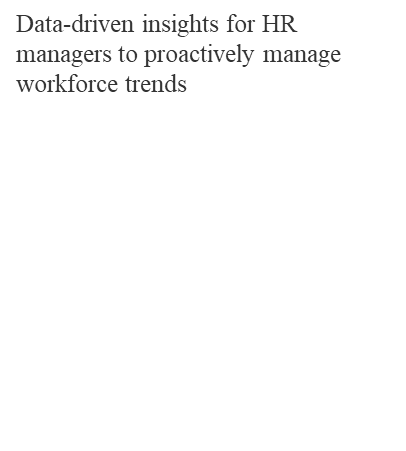 Data-driven insights for HR
managers to proactively manage
workforce trends